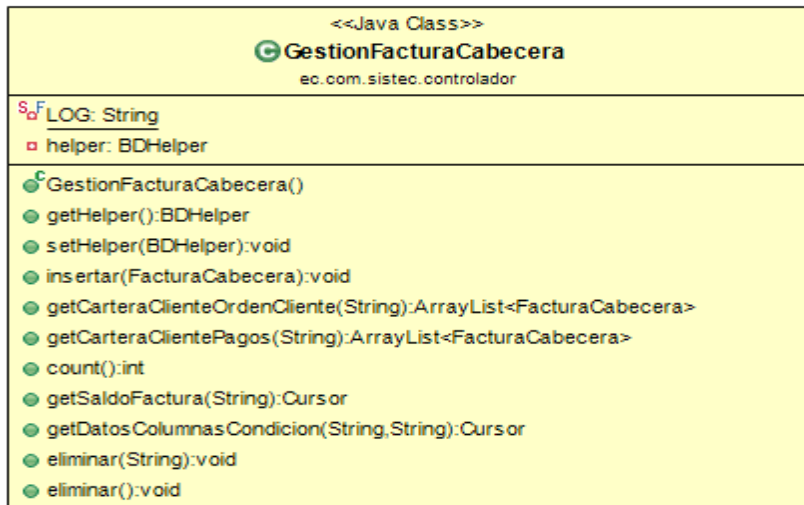 <<Java Class>>
GestionFacturaCabecera
ec.com.sistec.controlador
LOG: String
helper: BDHelper
GestionFacturaCabecera()
getHelper():BDHelper
setHelper(BDHelper):void
insertar(FacturaCabecera):void
getCarteraClienteOrdenCliente(String):ArrayList<FacturaCabecera>
getCarteraClientePagos(String):ArrayList<FacturaCabecera>
count():int
getSaldoFactura(String):Cursor
getDatosColumnasCondicion(String,String):Cursor
eliminar(String):void
eliminar():void